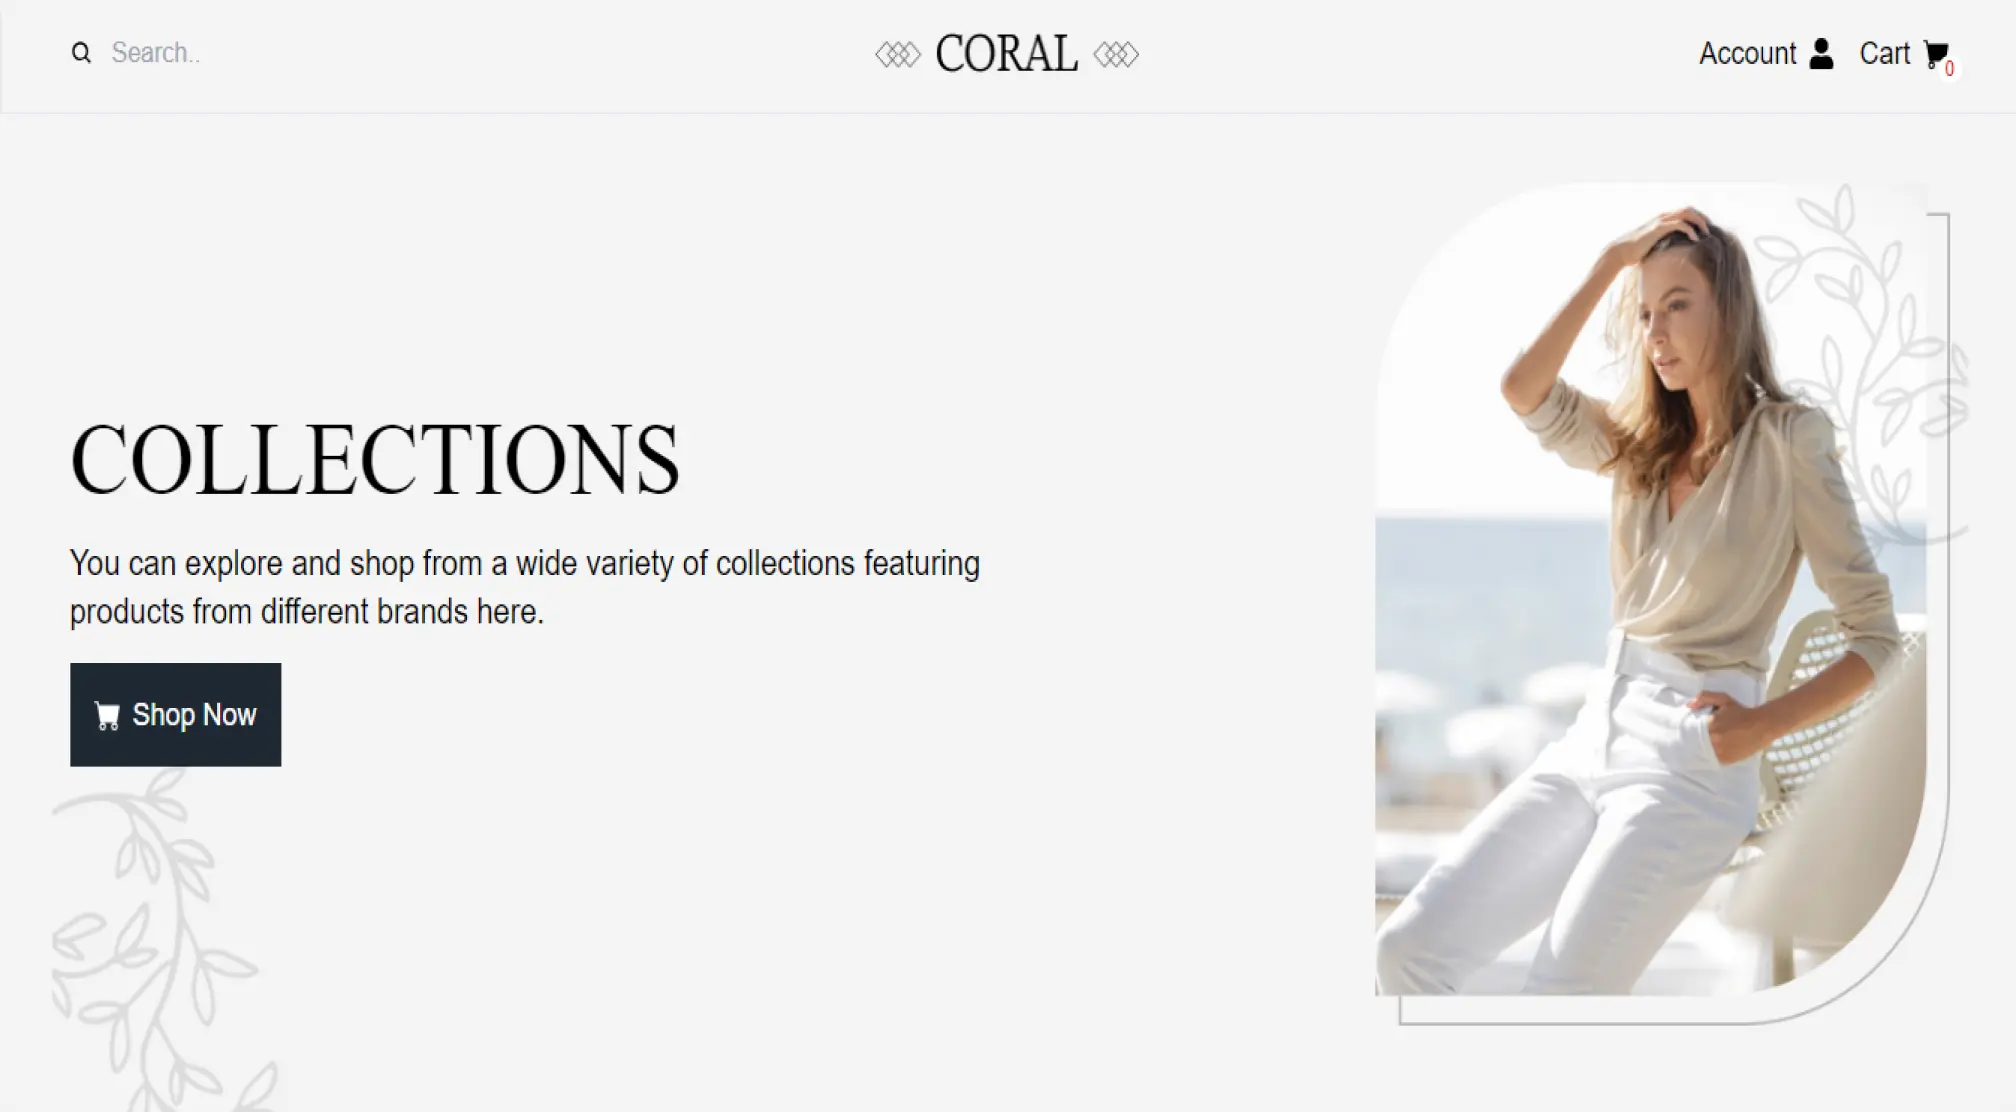 Search..
CORAL
Account
Cart
0
COLLECTIONS
You can explore and shop from a wide variety of collections featuring
products from different brands here.
Shop Now